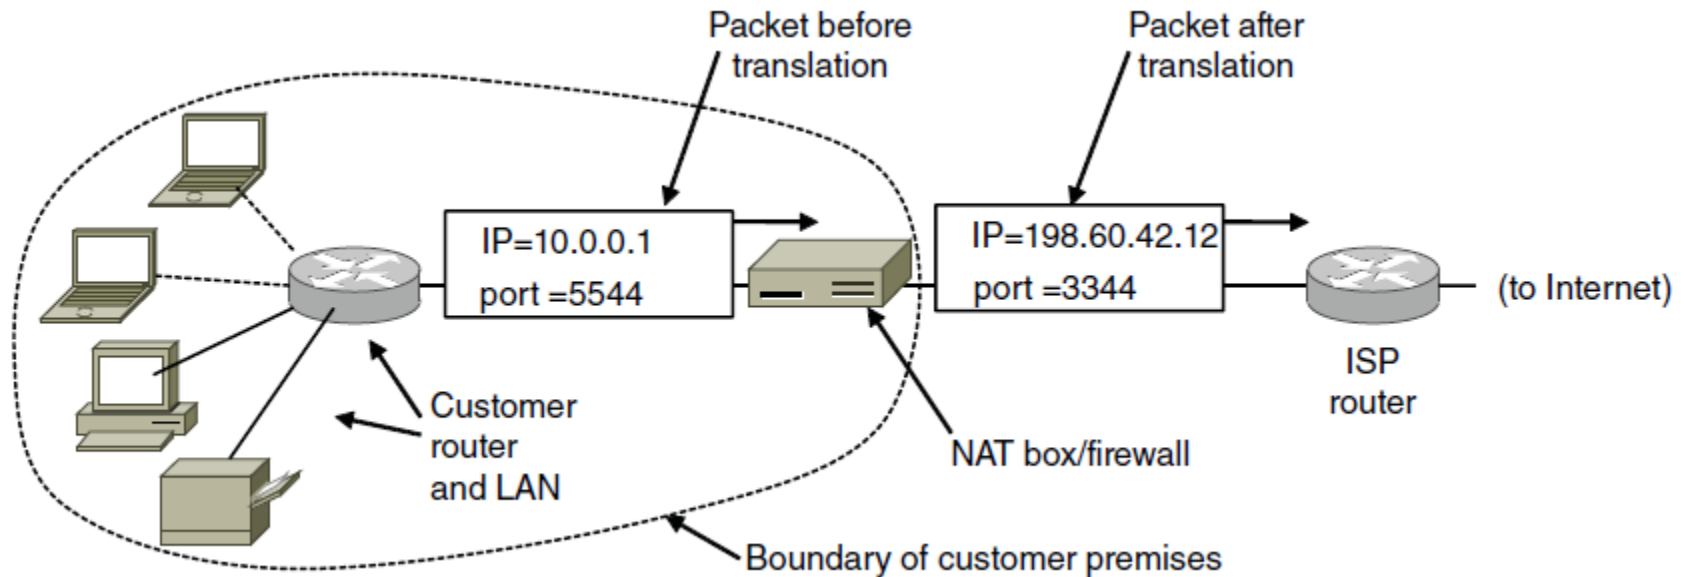 Packet before
translation
Packet after
translation
IP=10.0.0.1
port =5544
IP=198.60.42.12
port =3344
(to Internet)
ISP
router
Customer
router
and LAN
NAT box/firewall
Boundary of customer premises